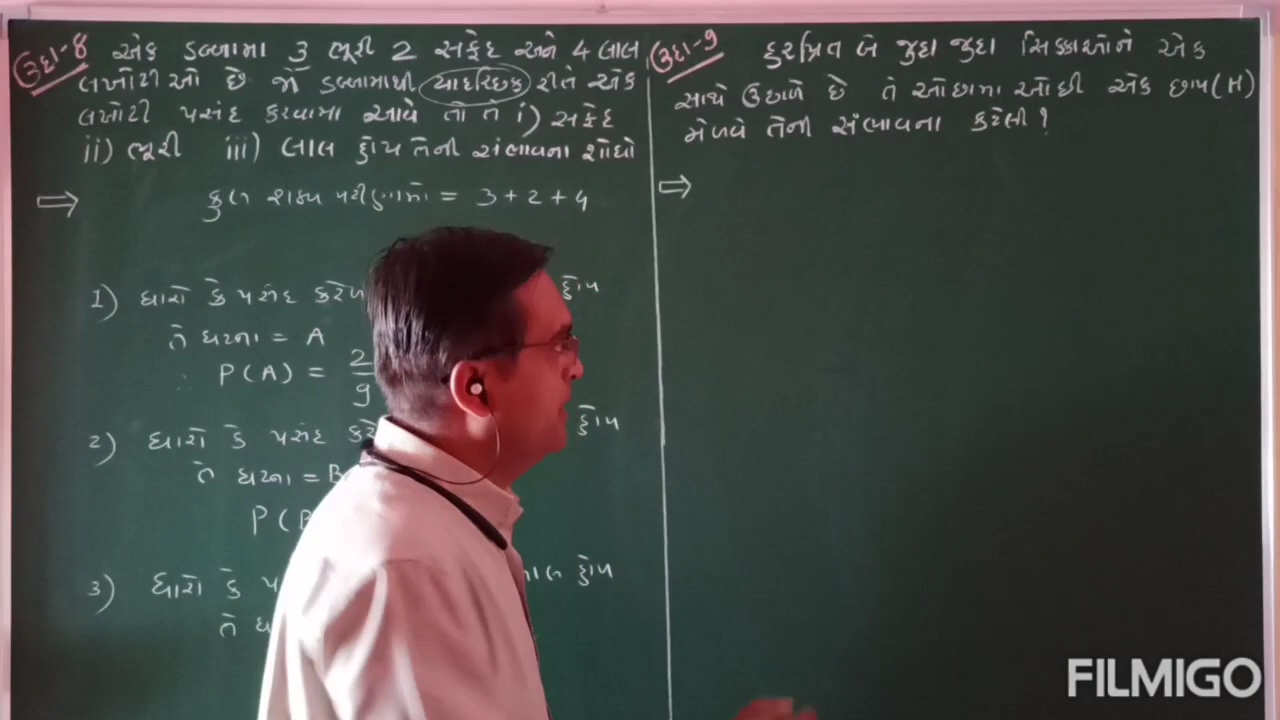 ઉદા-8 એક ડબ્બામાં 3 ભૂરી 2 સફેદ અને 4 લાલ
લખોટીઓ છે જો ડબ્બામાથી યાદચ્છિક રીતે એક
લખોટી પસંદ કરવામા આવે તો તે i) સફેદ
ii) ભૂરી iii) લાલ હોય તેની સંભાવના શોધો
⇒ કુલ શક્ય પરીણામો = 3 + 2 + 4
1) ધારો કે પસંદ કરેલ હોય
તે ઘટના = A
∴ P(A) = 2/9
2) ધારો કે પસંદ કરે હોય
તે ઘટના = B
P(B
3) ધારો કે લાલ હોય
તે
ઉદા-9 હરપ્રિત બે જુદા જુદા સિક્કાઓને એક
સાથે ઉછાળે છે તે ઓછામા ઓછી એક છાપ(H)
મેળવે તેની સંભાવના કેટલી?
⇒
FILMIGO